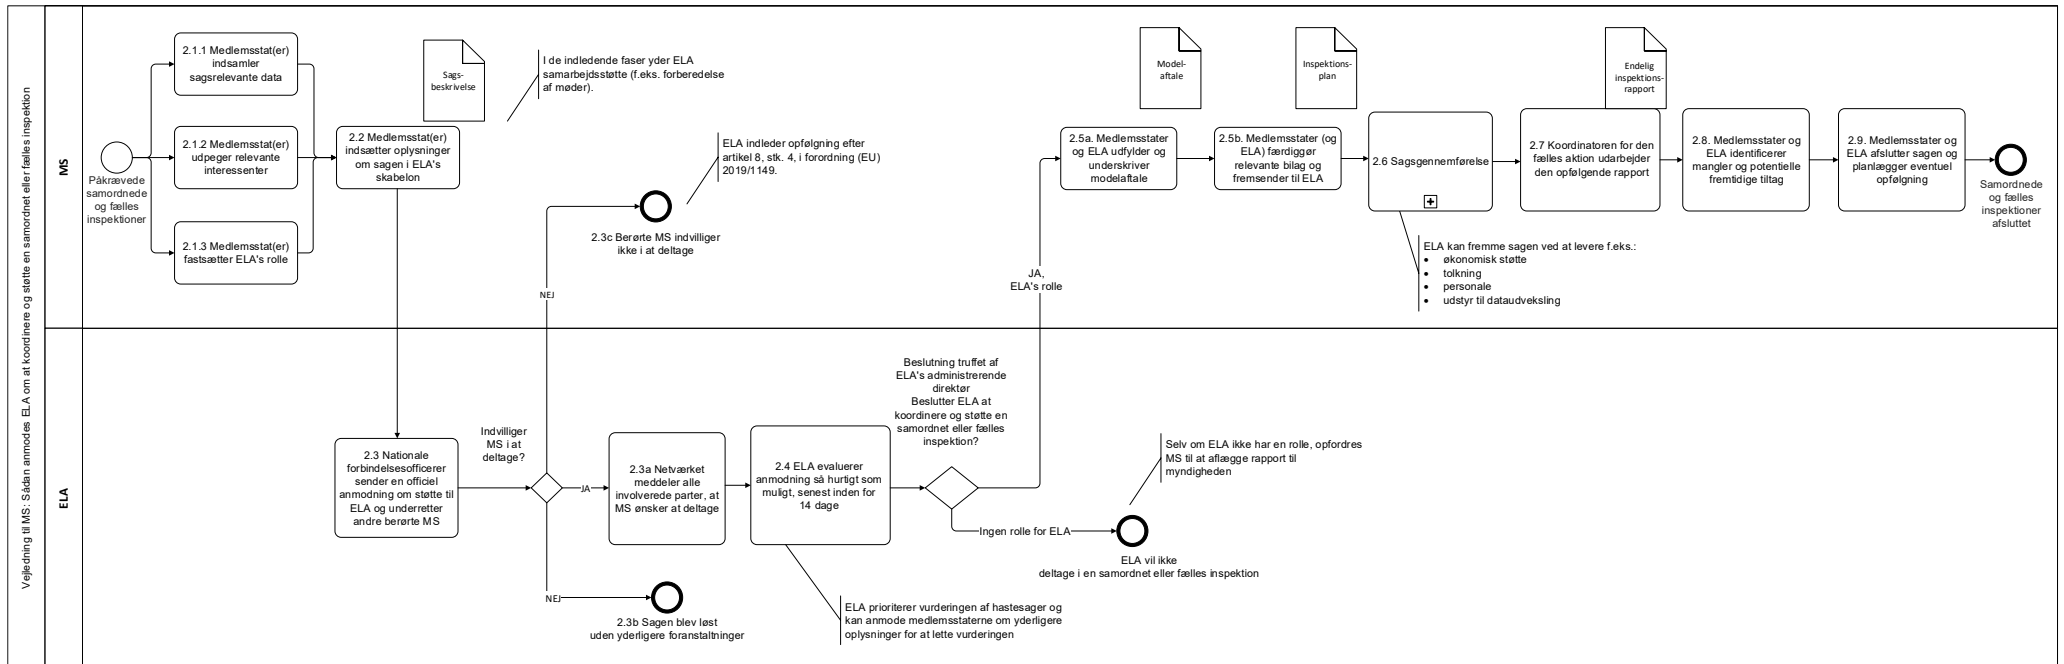 Vejledning til MS: Sådan anmodes ELA om at koordinere og støtte en samordnet eller fælles inspektion
MS
Påkrævede
samordnede
og fælles
inspektioner
2.1.1 Medlemsstat(er)
indsamler
sagsrelevante data
2.1.2 Medlemsstat(er)
udpeger relevante
interessenter
2.1.3 Medlemsstat(er)
fastsætter ELA's rolle
2.2 Medlemsstat(er)
indsætter oplysninger
om sagen i ELA's
skabelon
Sags-
beskrivelse
I de indledende faser yder ELA
samarbejdsstøtte (f.eks. forberedelse
af møder).
ELA indleder opfølgning efter
artikel 8, stk. 4, i forordning (EU)
2019/1149.
2.3c Berørte MS indvilliger
ikke i at deltage
NEJ
JA,
ELA's rolle
Model-
aftale
2.5a. Medlemsstater
og ELA udfylder og
underskriver
modelaftale
Inspektions-
plan
2.5b. Medlemsstater (og
ELA) færdiggør
relevante bilag og
fremsender til ELA
2.6 Sagsgennemførelse
ELA kan fremme sagen ved at levere f.eks.:
• økonomisk støtte
• tolkning
• personale
• udstyr til dataudveksling
Endelig
inspektions-
rapport
2.7 Koordinatoren for den
fælles aktion udarbejder
den opfølgende rapport
2.8. Medlemsstater og
ELA identificerer
mangler og potentielle
fremtidige tiltag
2.9. Medlemsstater og
ELA afslutter sagen og
planlægger eventuel
opfølgning
Samordnede
og fælles
inspektioner
afsluttet
ELA
2.3 Nationale
forbindelsesofficerer
sender en officiel
anmodning om støtte til
ELA og underretter
andre berørte MS
Indvilliger
MS i at
deltage?
JA
NEJ
2.3b Sagen blev løst
uden yderligere foranstaltninger
2.3a Netværket
meddeler alle
involverede parter, at
MS ønsker at deltage
2.4 ELA evaluerer
anmodning så hurtigt som
muligt, senest inden for
14 dage
ELA prioriterer vurderingen af hastesager og
kan anmode medlemsstaterne om yderligere
oplysninger for at lette vurderingen
Beslutning truffet af
ELA's administrerende
direktør
Beslutter ELA at
koordinere og støtte en
samordnet eller fælles
inspektion?
Ingen rolle for ELA
ELA vil ikke
deltage i en samordnet eller fælles inspektion
Selv om ELA ikke har en rolle, opfordres
MS til at aflægge rapport til
myndigheden